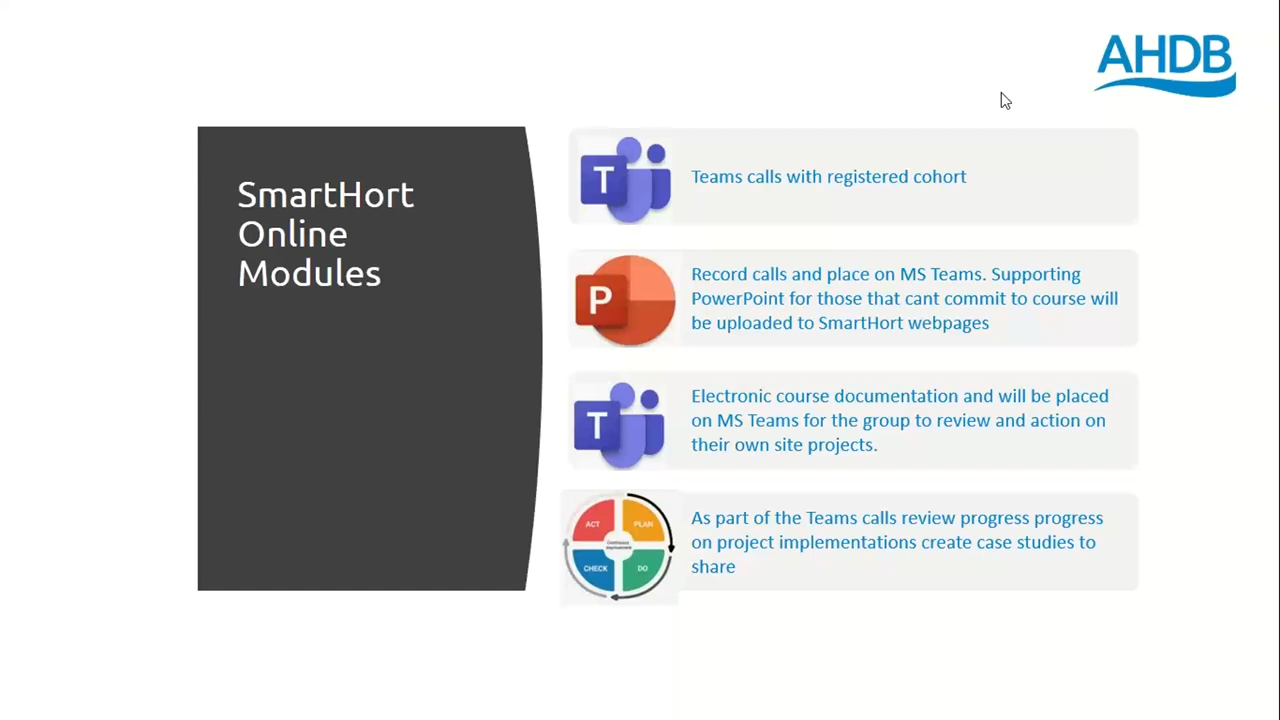 AHDB
SmartHort
Online
Modules
T
Teams calls with registered cohort
P
Record calls and place on MS Teams. Supporting
PowerPoint for those that cant commit to course will
be uploaded to SmartHort webpages
T
Electronic course documentation and will be placed
on MS Teams for the group to review and action on
their own site projects.
ACT
PLAN
Continuous
Improvement
CHECK
DO
As part of the Teams calls review progress progress
on project implementations create case studies to
share